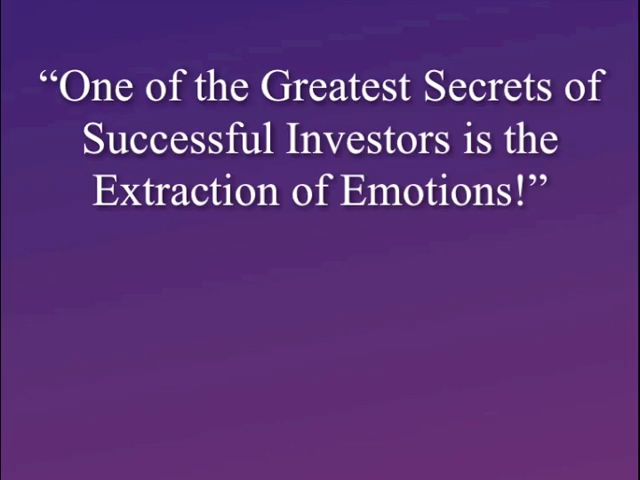 “One of the Greatest Secrets of
Successful Investors is the
Extraction of Emotions!”